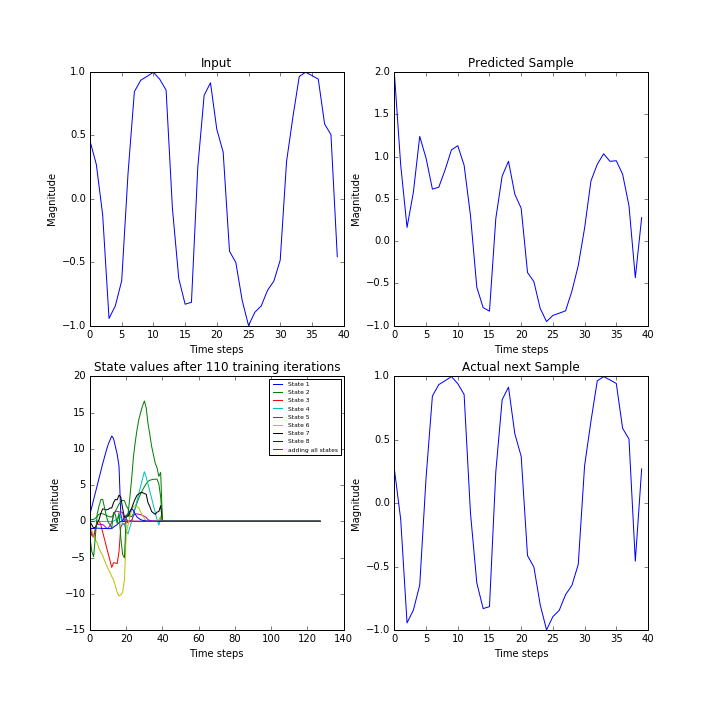 Input
Magnitude
1.0
0.5
0.0
−0.5
−1.0
0 5 10 15 20 25 30 35 40
Time steps
Predicted Sample
Magnitude
2.0
1.5
1.0
0.5
0.0
−0.5
−1.0
0 5 10 15 20 25 30 35 40
Time steps
State values after 110 training iterations
Magnitude
20
15
10
5
0
−5
−10
−15
0 20 40 60 80 100 120 140
Time steps
State 1
State 2
State 3
State 4
State 5
State 6
State 7
State 8
adding all states
Actual next Sample
Magnitude
1.0
0.5
0.0
−0.5
−1.0
0 5 10 15 20 25 30 35 40
Time steps